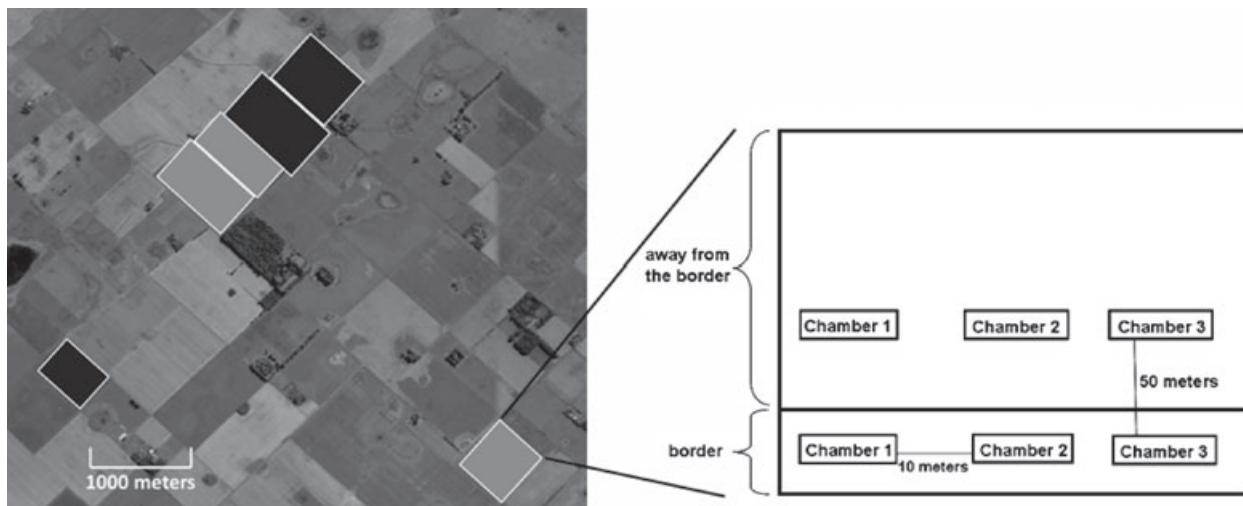 1000 meters
away from
the border
Chamber 1
Chamber 2
Chamber 3
50 meters
border
Chamber 1
Chamber 2
Chamber 3
10 meters